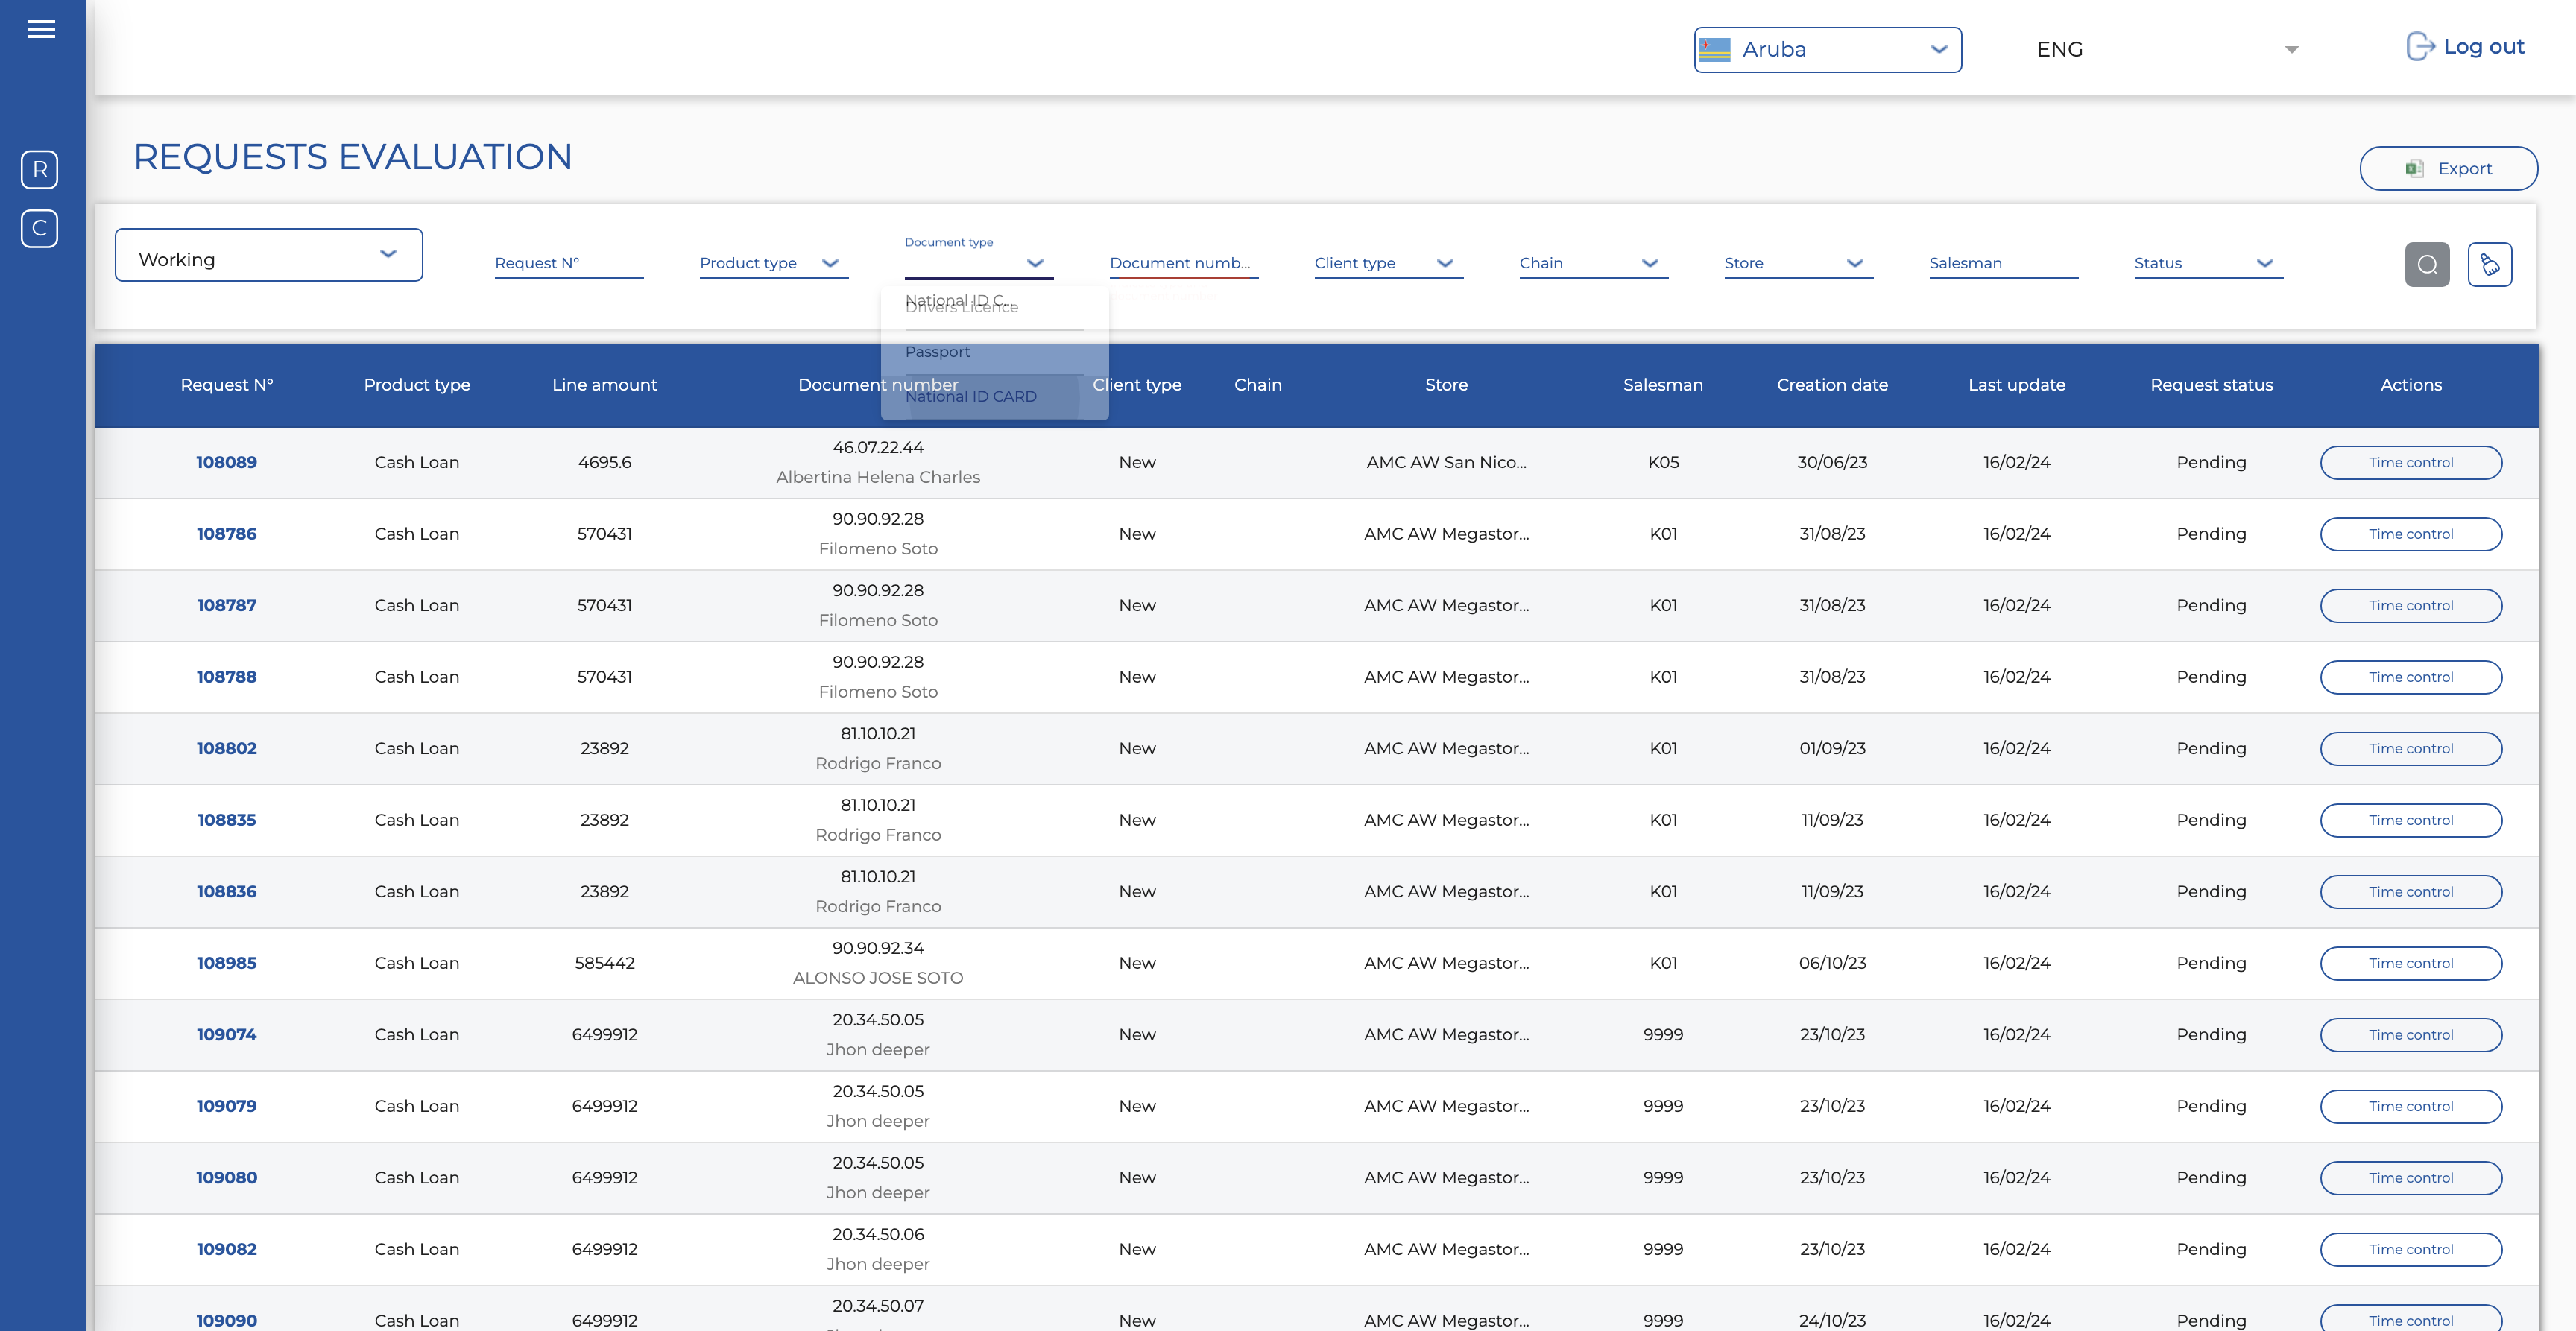 Aruba ENG Log out
R
C
REQUESTS EVALUATION
Export
Working
Request N° Product type Document type Document numb... Client type Chain Store Salesman Status
National ID C...
Drivers Licence
Passport
National ID CARD
Request N° Product type Line amount Document number Client type Chain Store Salesman Creation date Last update Request status Actions
108089 Cash Loan 4695.6 46.07.22.44 New AMC AW San Nico... K05 30/06/23 16/02/24 Pending Time control
Albertina Helena Charles
108786 Cash Loan 570431 90.90.92.28 New AMC AW Megastor... K01 31/08/23 16/02/24 Pending Time control
Filomeno Soto
108787 Cash Loan 570431 90.90.92.28 New AMC AW Megastor... K01 31/08/23 16/02/24 Pending Time control
Filomeno Soto
108788 Cash Loan 570431 90.90.92.28 New AMC AW Megastor... K01 31/08/23 16/02/24 Pending Time control
Filomeno Soto
108802 Cash Loan 23892 81.10.10.21 New AMC AW Megastor... K01 01/09/23 16/02/24 Pending Time control
Rodrigo Franco
108835 Cash Loan 23892 81.10.10.21 New AMC AW Megastor... K01 11/09/23 16/02/24 Pending Time control
Rodrigo Franco
108836 Cash Loan 23892 81.10.10.21 New AMC AW Megastor... K01 11/09/23 16/02/24 Pending Time control
Rodrigo Franco
108985 Cash Loan 585442 90.90.92.34 New AMC AW Megastor... K01 06/10/23 16/02/24 Pending Time control
ALONSO JOSE SOTO
109074 Cash Loan 6499912 20.34.50.05 New AMC AW Megastor... 9999 23/10/23 16/02/24 Pending Time control
Jhon deeper
109079 Cash Loan 6499912 20.34.50.05 New AMC AW Megastor... 9999 23/10/23 16/02/24 Pending Time control
Jhon deeper
109080 Cash Loan 6499912 20.34.50.05 New AMC AW Megastor... 9999 23/10/23 16/02/24 Pending Time control
Jhon deeper
109082 Cash Loan 6499912 20.34.50.06 New AMC AW Megastor... 9999 23/10/23 16/02/24 Pending Time control
Jhon deeper
109090 Cash Loan 6499912 20.34.50.07 New AMC AW Megastor... 9999 24/10/23 16/02/24 Pending Time control